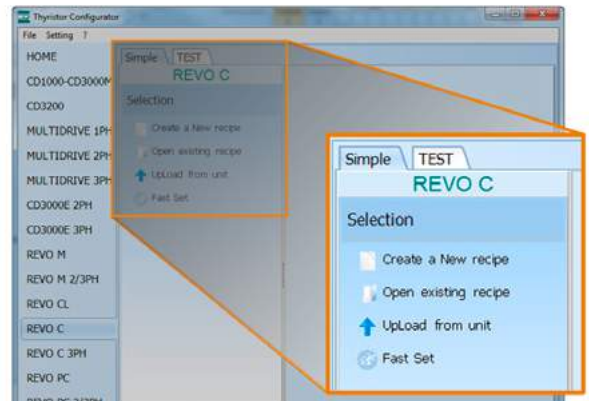 Thyristor Configurator
File Setting ?
HOME
CD1000-CD3000M
CD3200
MULTIDRIVE 1PH
MULTIDRIVE 2PH
MULTIDRIVE 3PH
CD3000E 2PH
CD3000E 3PH
REVO M
REVO M 2/3PH
REVO CL
REVO C
REVO C 3PH
REVO PC
Simple TEST
REVO C
Selection
Create a New recipe
Open existing recipe
UpLoad from unit
Fast Set
Simple TEST
REVO C
Selection
Create a New recipe
Open existing recipe
UpLoad from unit
Fast Set